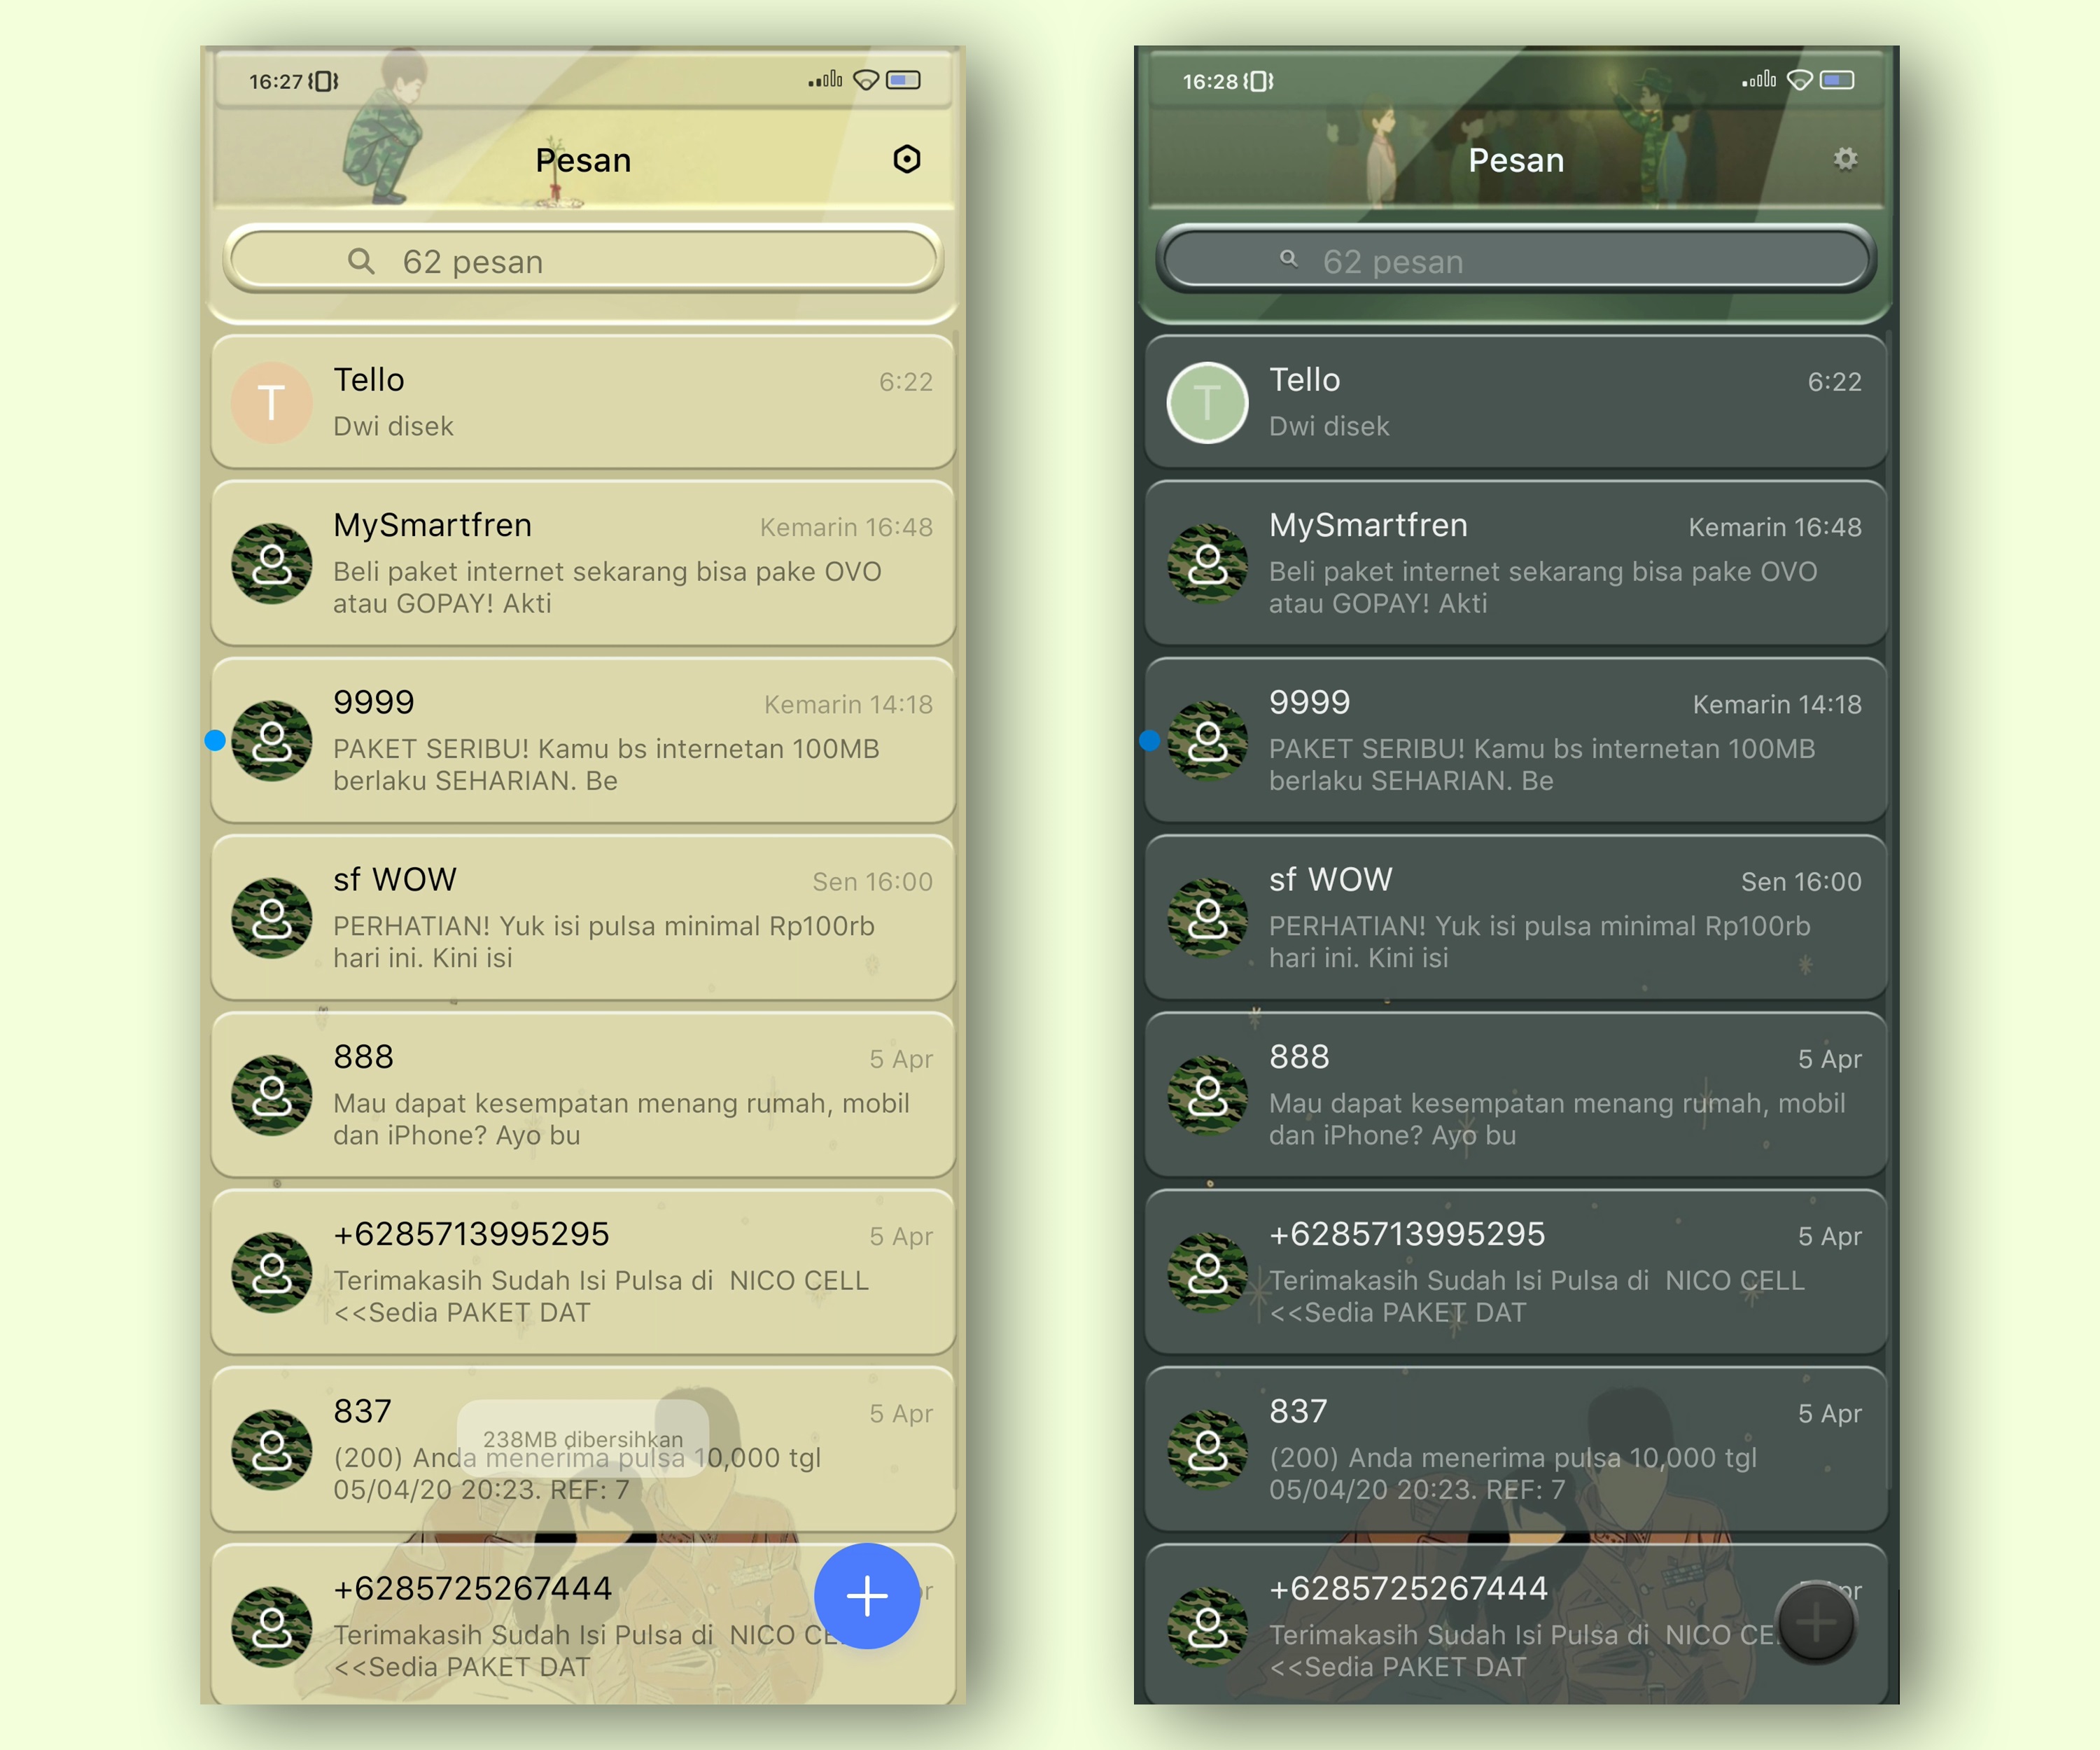 16:27
Pesan
62 pesan
T
Tello
6:22
Dwi disek
MySmartfren
Kemarin 16:48
Beli paket internet sekarang bisa pake OVO
atau GOPAY! Akti
9999
Kemarin 14:18
PAKET SERIBU! Kamu bs internetan 100MB
berlaku SEHARIAN. Be
sf WOW
Sen 16:00
PERHATIAN! Yuk isi pulsa minimal Rp100rb
hari ini. Kini isi
888
5 Apr
Mau dapat kesempatan menang rumah, mobil
dan iPhone? Ayo bu
+6285713995295
5 Apr
Terimakasih Sudah Isi Pulsa di  NICO CELL
<<Sedia PAKET DAT
837
5 Apr
238MB dibersihkan
(200) Anda menerima pulsa 10,000 tgl
05/04/20 20:23. REF: 7
+6285725267444
Terimakasih Sudah Isi Pulsa di  NICO
<<Sedia PAKET DAT
16:28
Pesan
62 pesan
T
Tello
6:22
Dwi disek
MySmartfren
Kemarin 16:48
Beli paket internet sekarang bisa pake OVO
atau GOPAY! Akti
9999
Kemarin 14:18
PAKET SERIBU! Kamu bs internetan 100MB
berlaku SEHARIAN. Be
sf WOW
Sen 16:00
PERHATIAN! Yuk isi pulsa minimal Rp100rb
hari ini. Kini isi
888
5 Apr
Mau dapat kesempatan menang rumah, mobil
dan iPhone? Ayo bu
+6285713995295
5 Apr
Terimakasih Sudah Isi Pulsa di  NICO CELL
<<Sedia PAKET DAT
837
5 Apr
(200) Anda menerima pulsa 10,000 tgl
05/04/20 20:23. REF: 7
+6285725267444
Terimakasih Sudah Isi Pulsa di  NICO
<<Sedia PAKET DAT